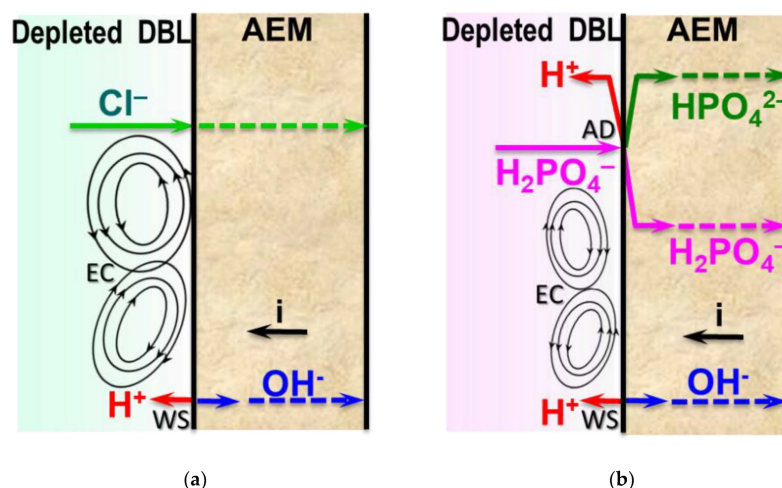 Depleted DBL AEM
Cl⁻
EC
i
OH⁻
H⁺
WS
(a)
Depleted DBL AEM
H⁺
HPO₄²⁻
AD
H₂PO₄⁻
H₂PO₄⁻
EC
i
OH⁻
H⁺
WS
(b)